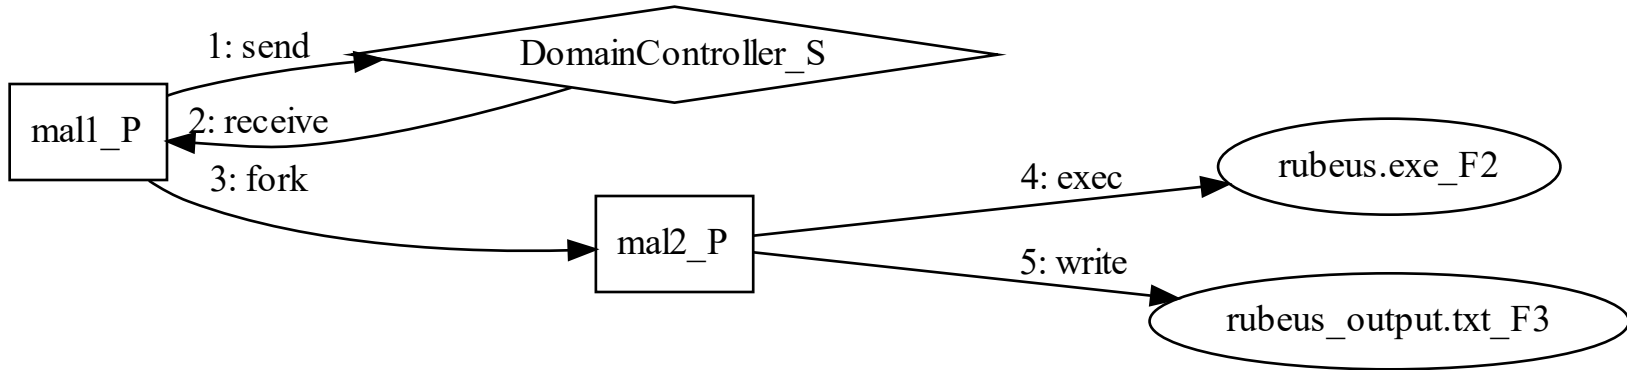 1: send
DomainController_S
mal1_P
2: receive
3: fork
4: exec
rubeus.exe_F2
mal2_P
5: write
rubeus_output.txt_F3